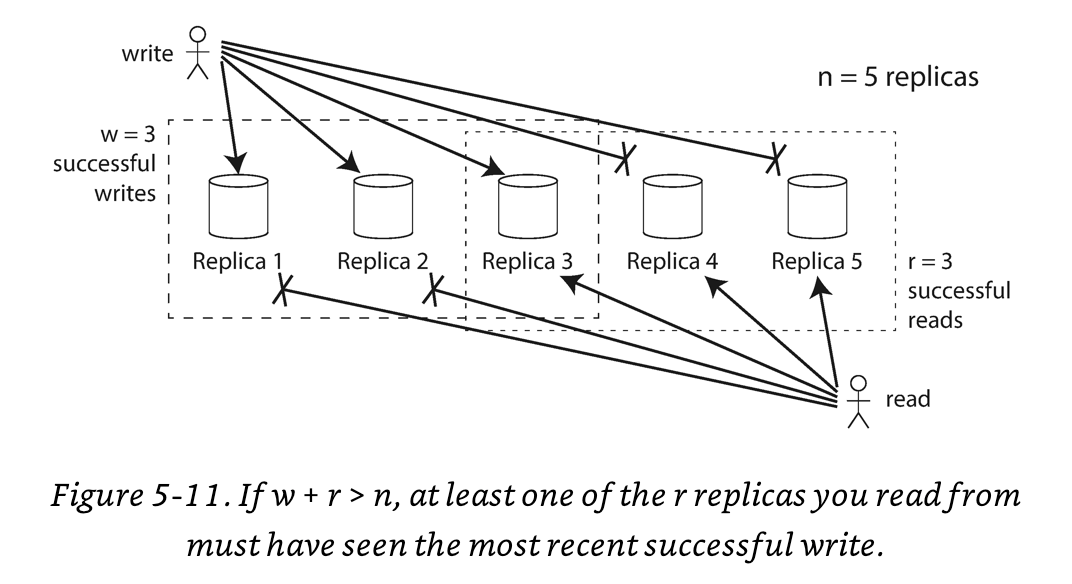 write
n = 5 replicas
w = 3
successful
writes
Replica 1
Replica 2
Replica 3
Replica 4
Replica 5
r = 3
successful
reads
read
Figure 5-11. If w + r > n, at least one of the r replicas you read from
must have seen the most recent successful write.